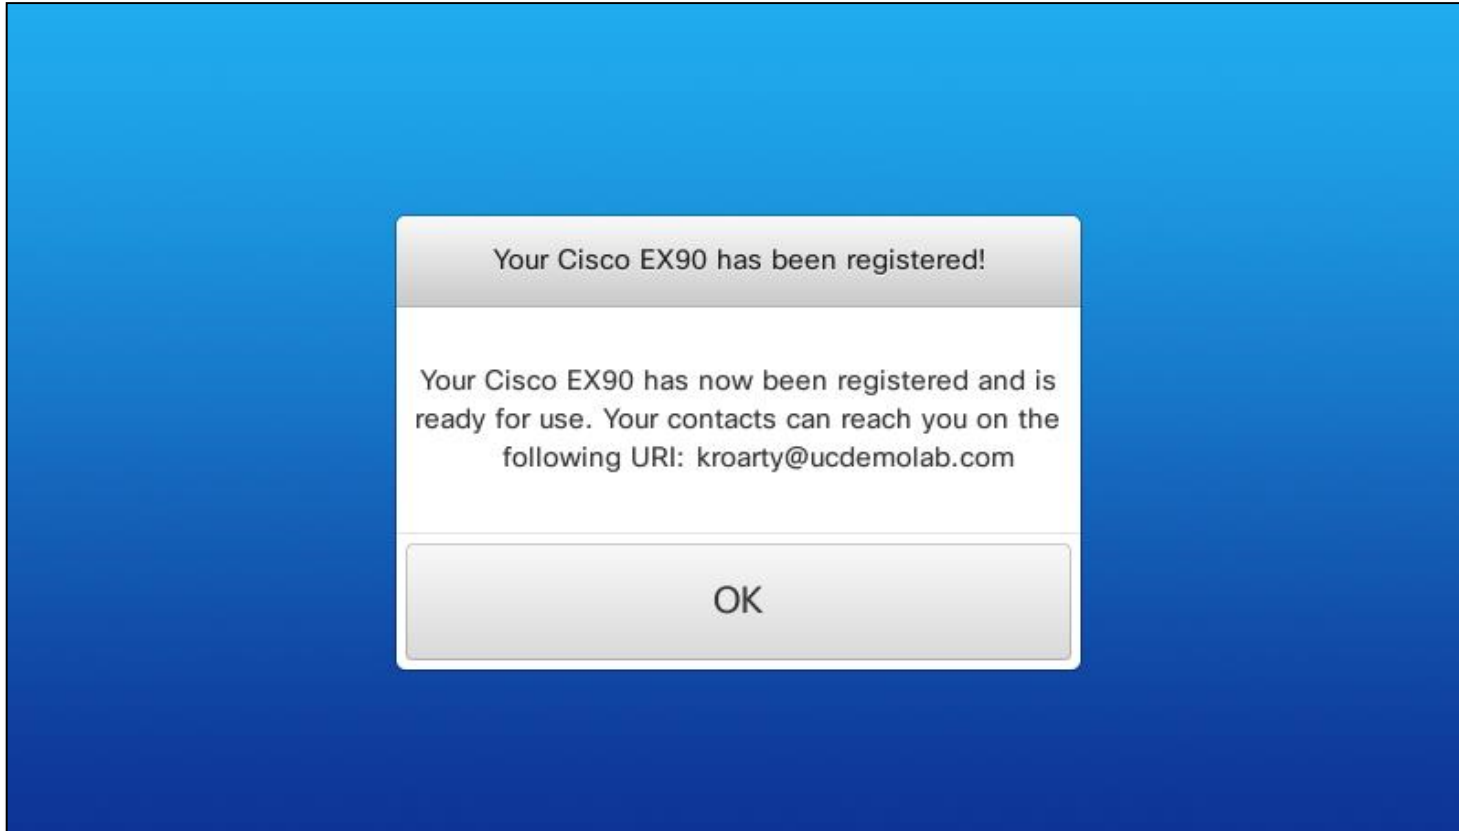 Your Cisco EX90 has been registered!
Your Cisco EX90 has now been registered and is
ready for use. Your contacts can reach you on the
following URI: kroarty@ucdemolab.com
OK